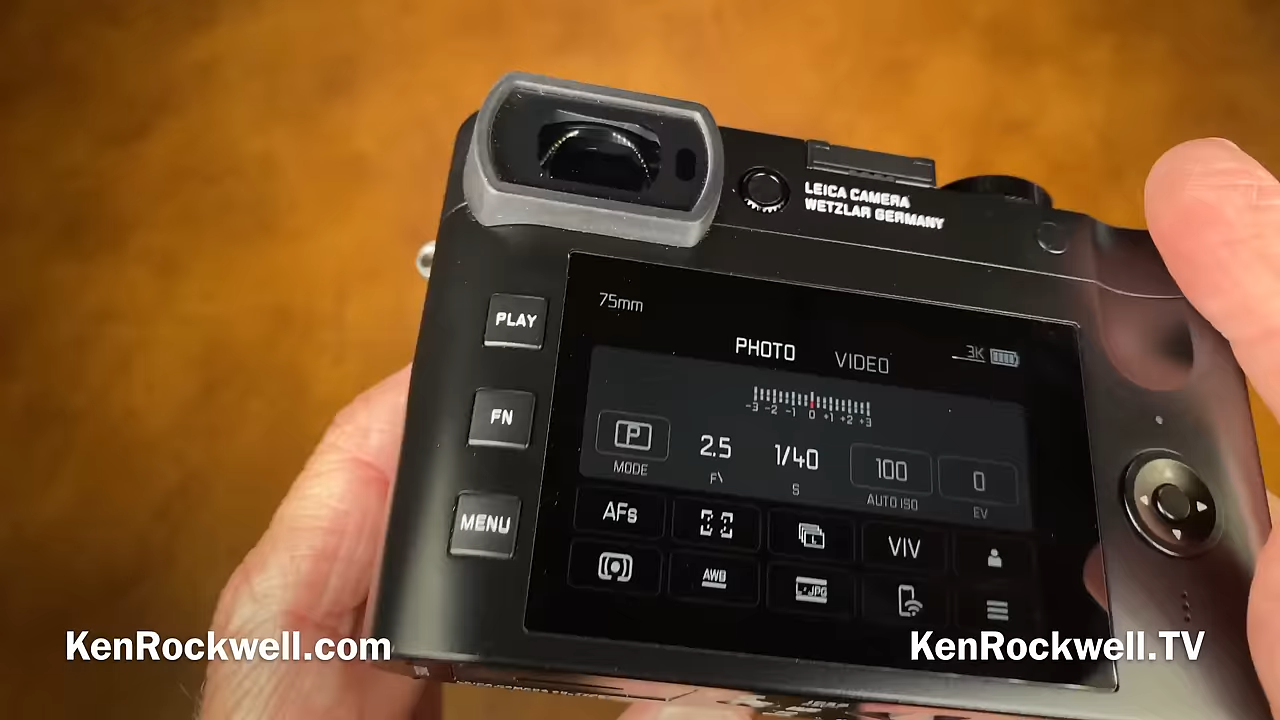 LEICA CAMERA
WETZLAR GERMANY
75mm
PLAY
PHOTO VIDEO
3K
-3 -2 -1 0 +1 +2 +3
FN
P 2.5 1/40 100 0
MODE F\ S AUTO ISO EV
MENU
AFs L VIV
AWB JPG
KenRockwell.com
KenRockwell.TV